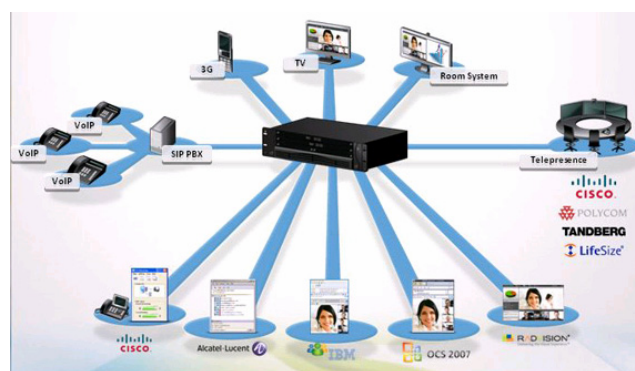 3G
TV
Room System
VoIP
VoIP
VoIP
SIP PBX
Telepresence
CISCO.
POLYCOM
TANDBERG
LifeSize®
CISCO.
Alcatel·Lucent
IBM
OCS 2007
RADVISION®